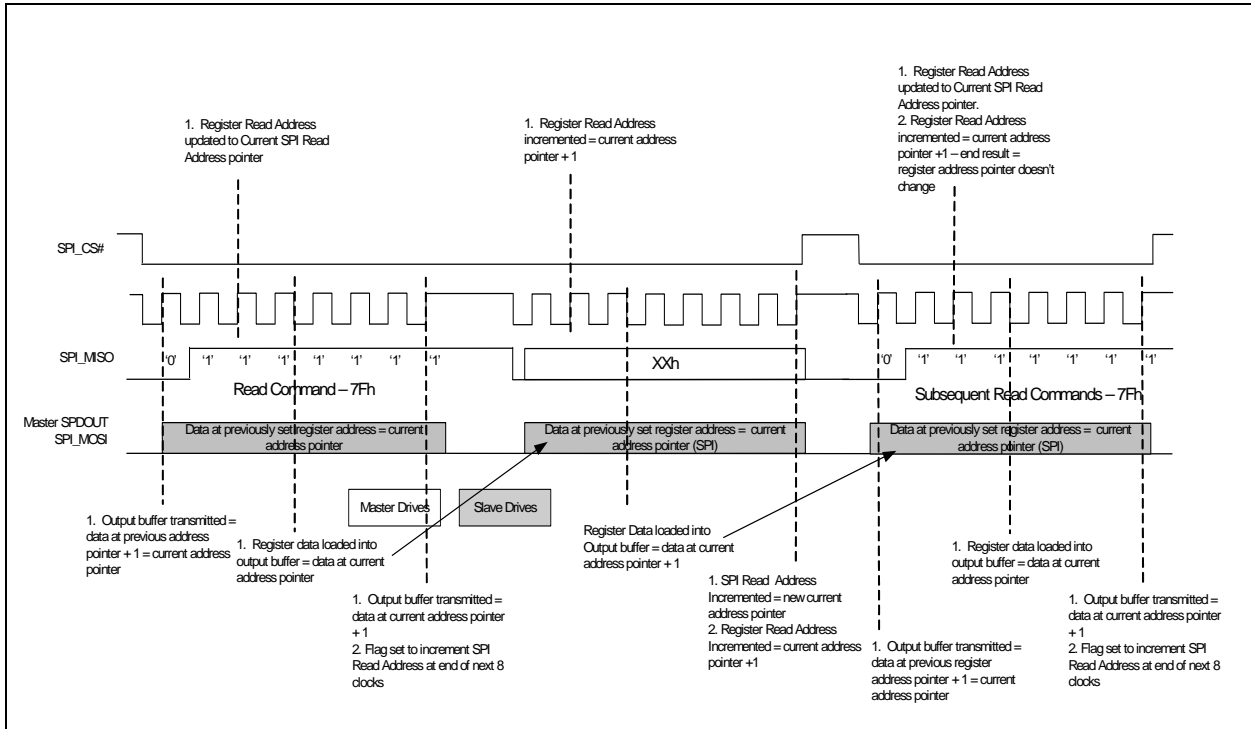 1. Register Read Address
updated to Current SPI Read
Address pointer
1. Register Read Address
incremented = current address
pointer + 1
1. Register Read Address
updated to Current SPI Read
Address pointer.
2. Register Read Address
incremented = current address
pointer +1 – end result =
register address pointer doesn't
change
SPI_CS#
SPI_MISO
'0' '1' '1' '1' '1' '1' '1' '1'
XXh
'0' '1' '1' '1' '1' '1' '1' '1'
Read Command – 7Fh
Subsequent Read Commands – 7Fh
Master SPDOUT
SPI_MOSI
Data at previously set register address = current
address pointer
Data at previously set register address = current
address pointer (SPI)
Data at previously set register address = current
address pointer (SPI)
Master Drives
Slave Drives
1. Output buffer transmitted =
data at previous address
pointer + 1 = current address
pointer
1. Register data loaded into
output buffer = data at current
address pointer
1. Output buffer transmitted =
data at current address pointer
+ 1
2. Flag set to increment SPI
Read Address at end of next 8
clocks
Register Data loaded into
Output buffer = data at current
address pointer + 1
1. SPI Read Address
Incremented = new current
address pointer
2. Register Read Address
Incremented = current address
pointer +1
1. Output buffer transmitted =
data at previous register
address pointer + 1 = current
address pointer
1. Register data loaded into
output buffer = data at current
address pointer
1. Output buffer transmitted =
data at current address pointer
+ 1
2. Flag set to increment SPI
Read Address at end of next 8
clocks